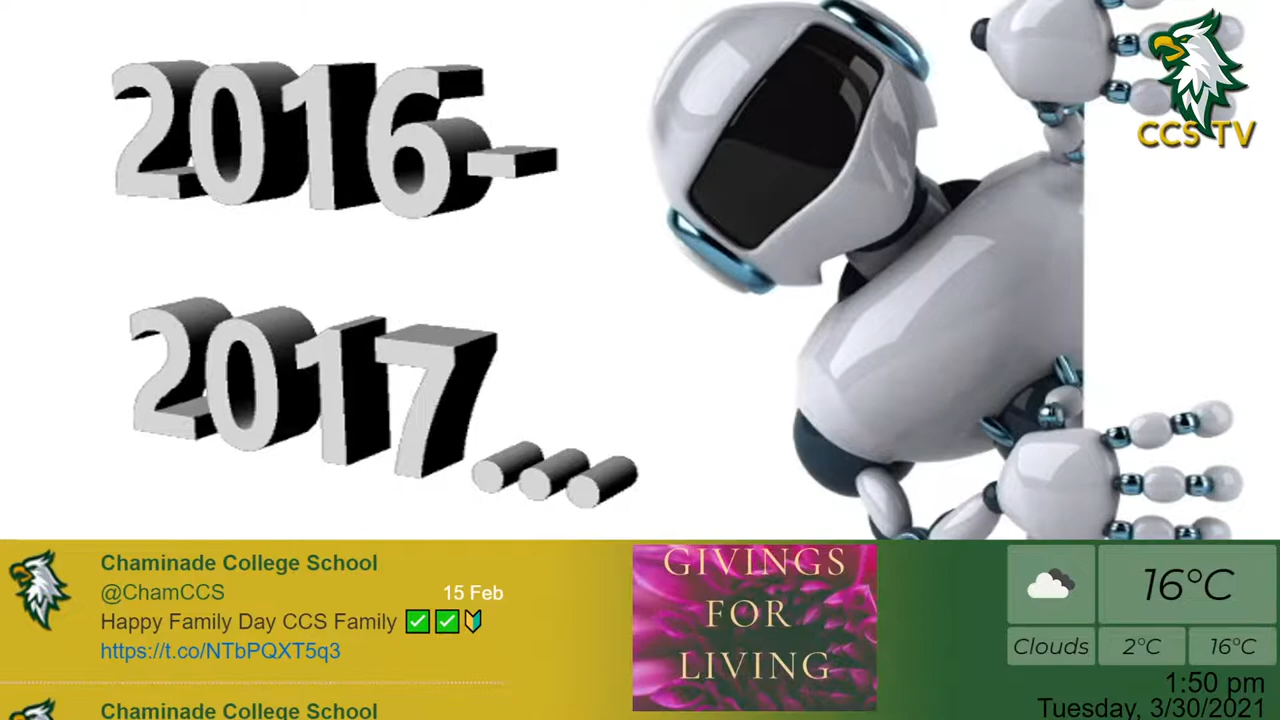 2016-
2017...
CCS TV
Chaminade College School
@ChamCCS
15 Feb
Happy Family Day CCS Family ✅✅🔰
https://t.co/NTbPQXT5q3
Chaminade College School
GIVINGS
FOR
LIVING
16°C
Clouds
2°C
16°C
1:50 pm
Tuesday, 3/30/2021